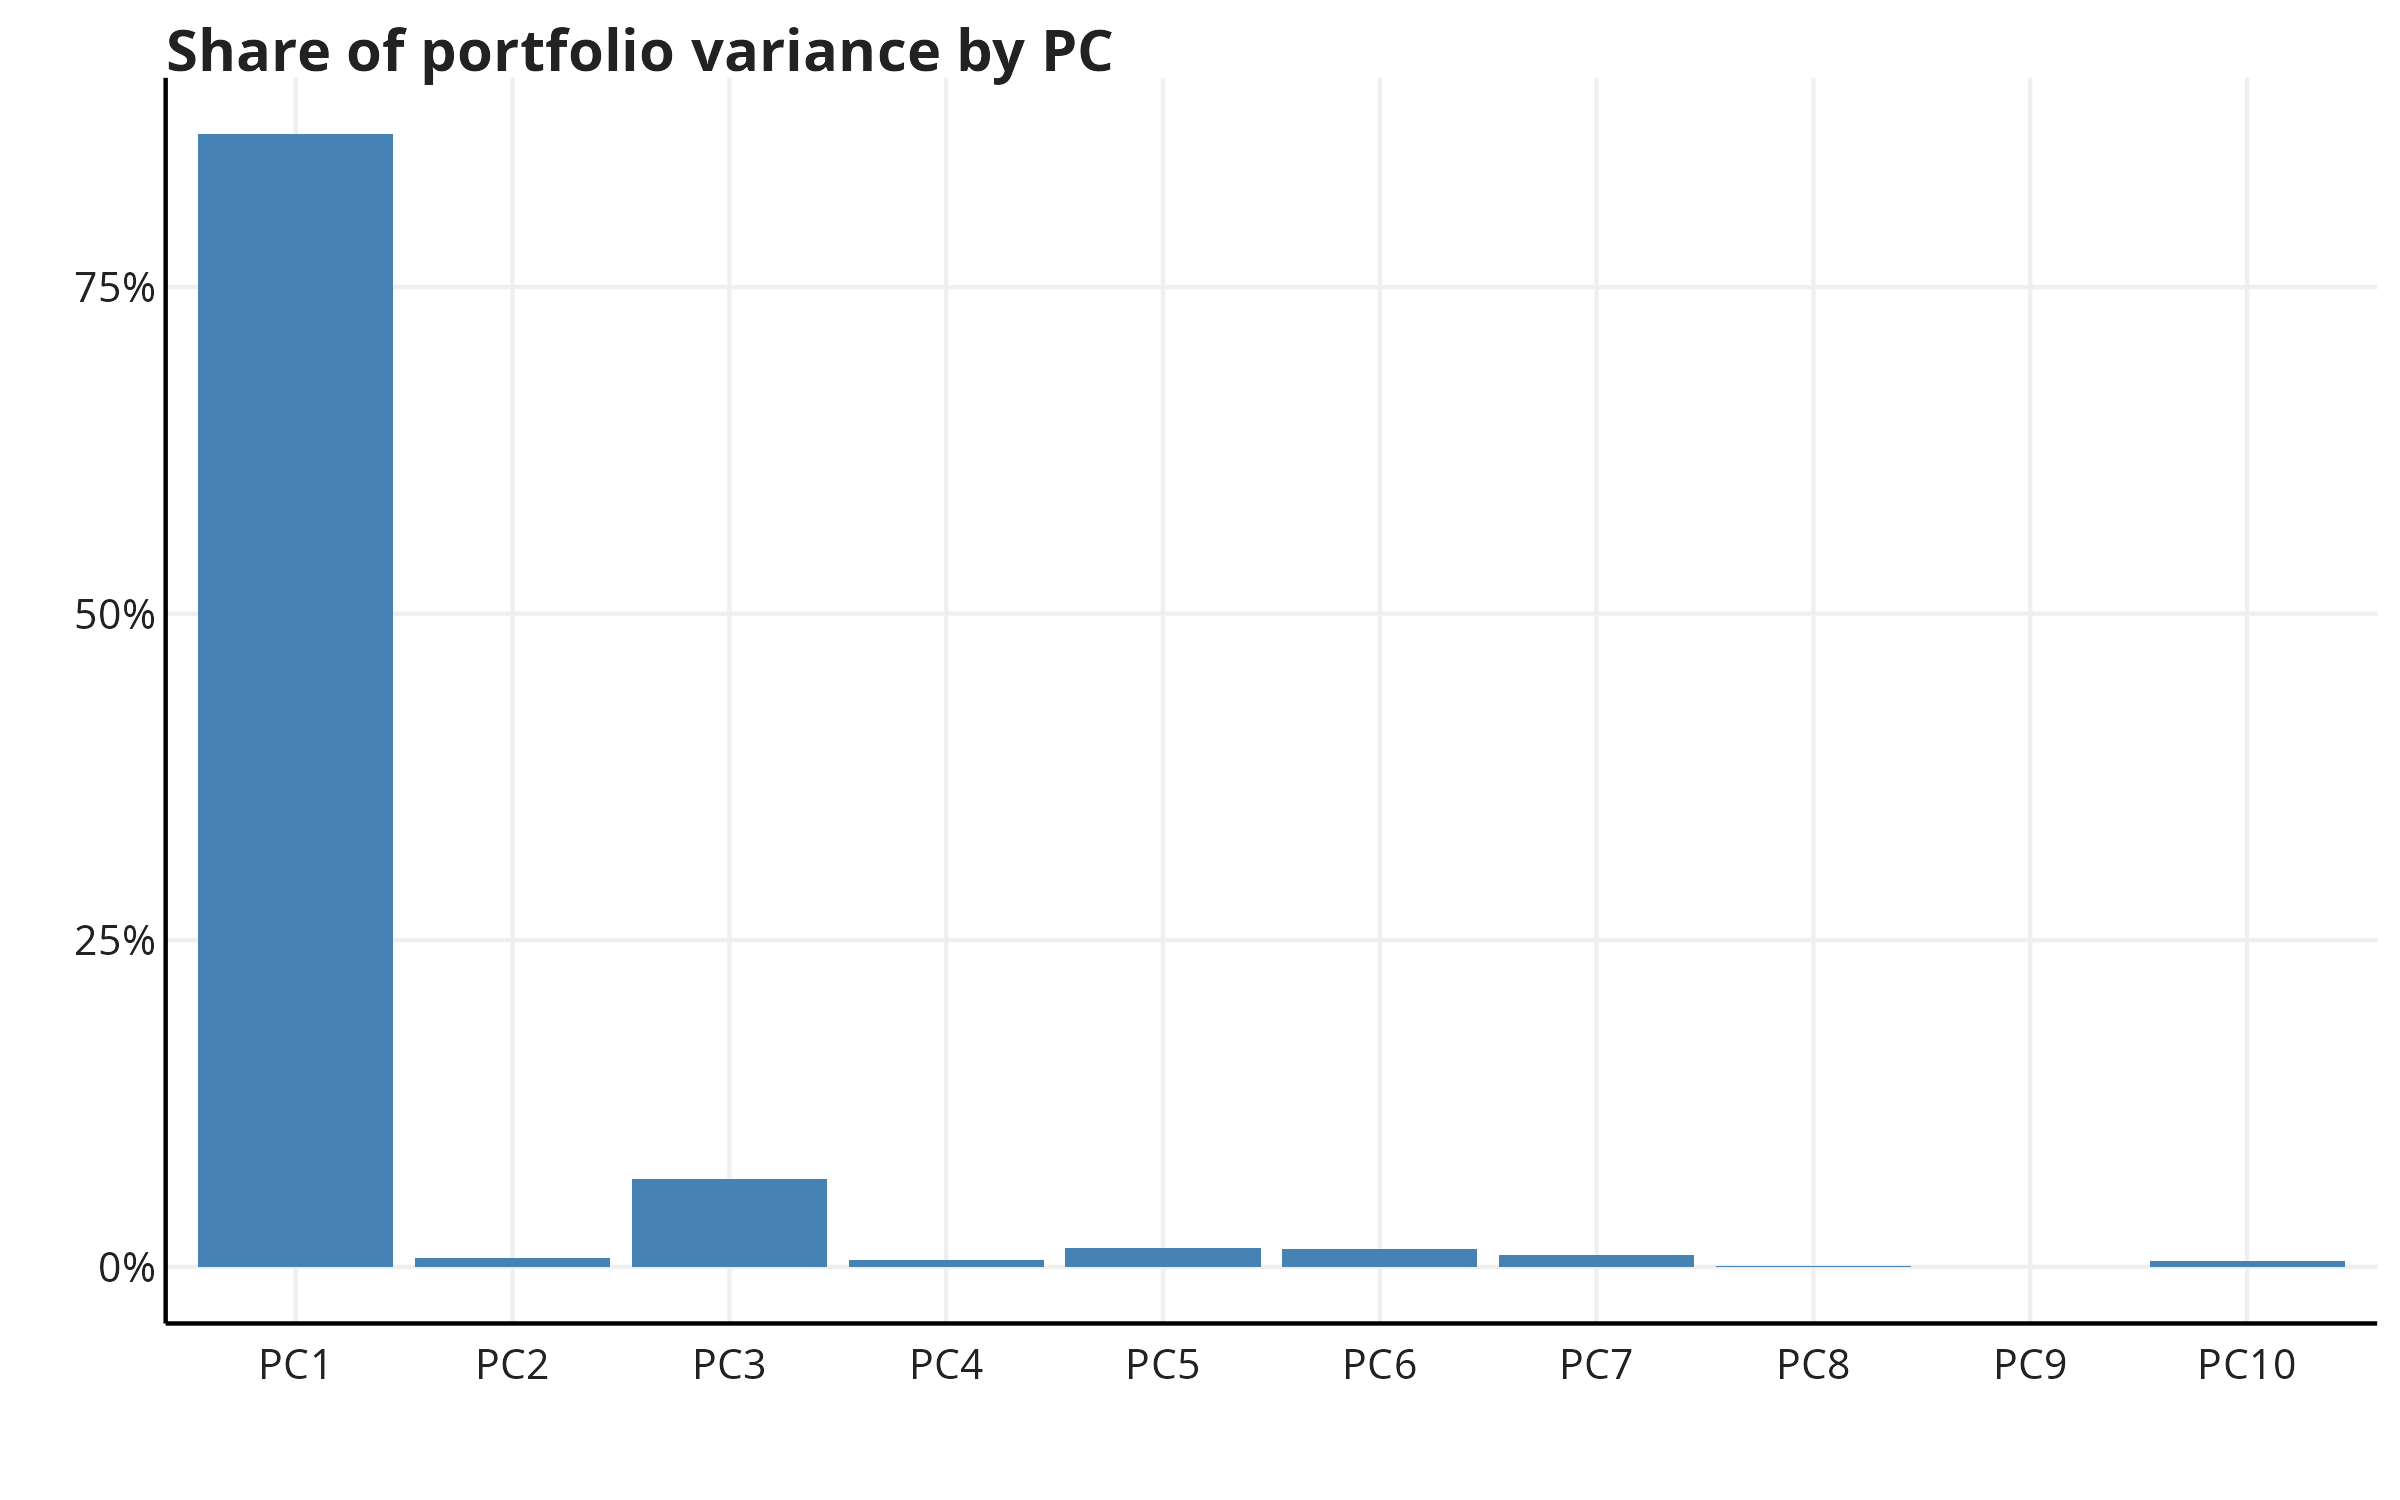 Share of portfolio variance by PC
75%
50%
25%
0%
PC1 PC2 PC3 PC4 PC5 PC6 PC7 PC8 PC9 PC10